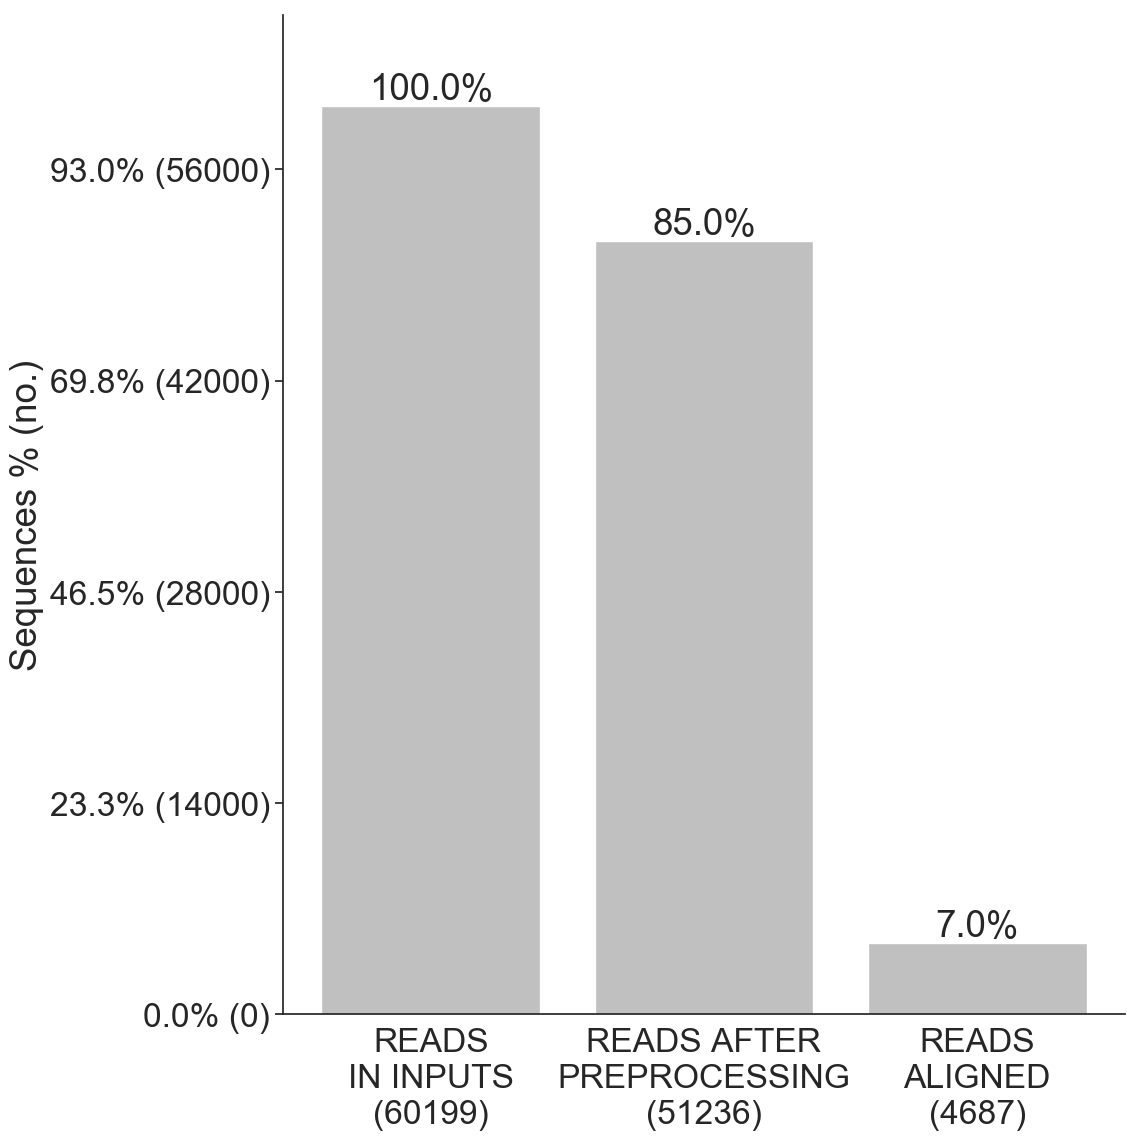 100.0%
93.0% (56000)
85.0%
69.8% (42000)
Sequences % (no.)
46.5% (28000)
23.3% (14000)
7.0%
0.0% (0)
READS
IN INPUTS
(60199)
READS AFTER
PREPROCESSING
(51236)
READS
ALIGNED
(4687)